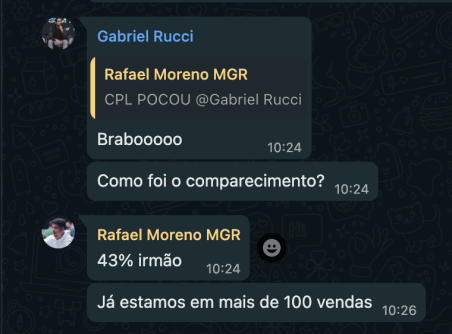 Gabriel Rucci
Rafael Moreno MGR
CPL POCOU @Gabriel Rucci
Brabooooo
10:24
Como foi o comparecimento?
10:24
Rafael Moreno MGR
43% irmão
10:24
Já estamos em mais de 100 vendas
10:26